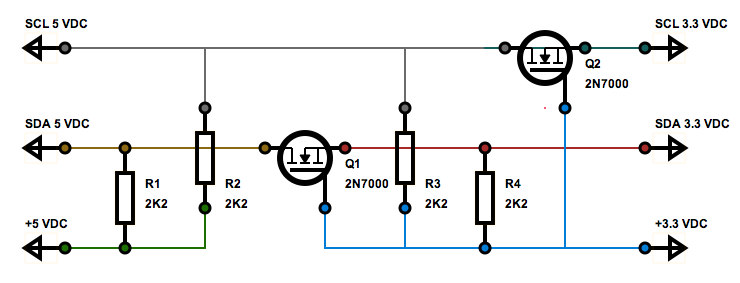 SCL 5 VDC
SCL 3.3 VDC
Q2
2N7000
SDA 5 VDC
SDA 3.3 VDC
Q1
2N7000
R1
2K2
R2
2K2
R3
2K2
R4
2K2
+5 VDC
+3.3 VDC